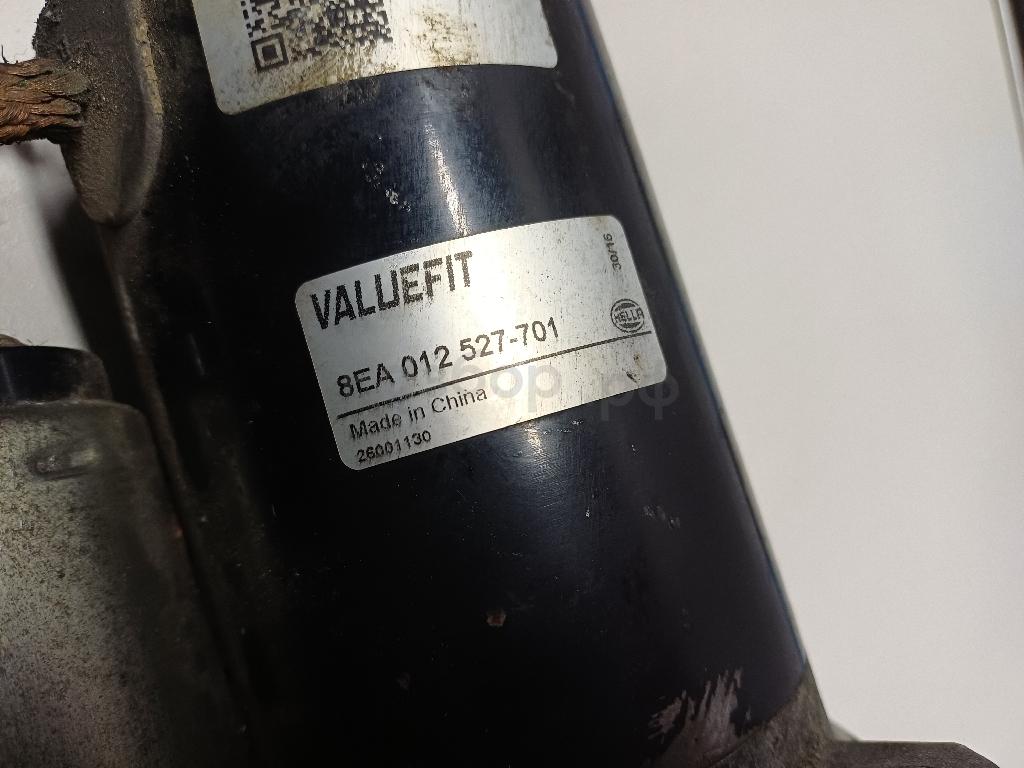 VALUEFIT
30/16
HELLA
8EA 012 527-701
Made in China
26001130